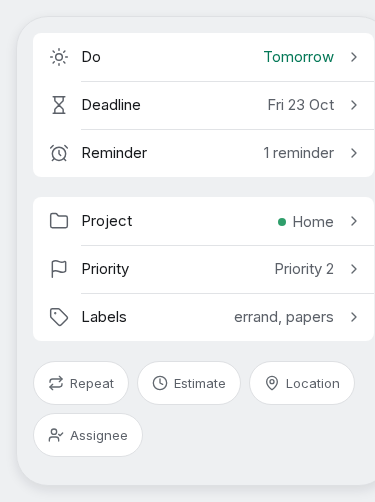 Do Tomorrow
Deadline Fri 23 Oct
Reminder 1 reminder
Project Home
Priority Priority 2
Labels errand, papers
Repeat Estimate Location
Assignee